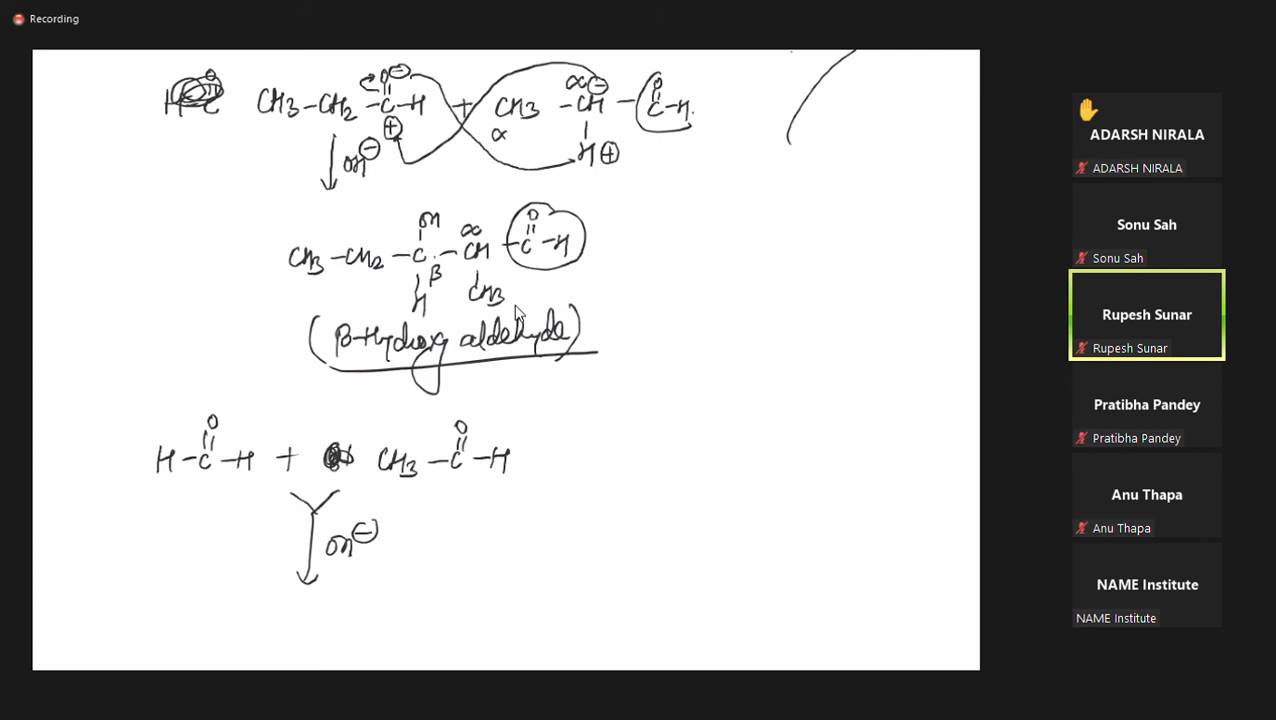 Recording
O⊖ ∝⊖ O
H C CH3-CH2-C-H + CH3-CH-C-H
⊕ ∝ H⊕
OH⊖
OH ∝ O
CH3-CH2-C-CH-C-H
β
H CH3
(β-Hydroxy aldehyde)
O O
H-C-H + CH3-C-H
OH⊖
ADARSH NIRALA
ADARSH NIRALA
Sonu Sah
Sonu Sah
Rupesh Sunar
Rupesh Sunar
Pratibha Pandey
Pratibha Pandey
Anu Thapa
Anu Thapa
NAME Institute
NAME Institute